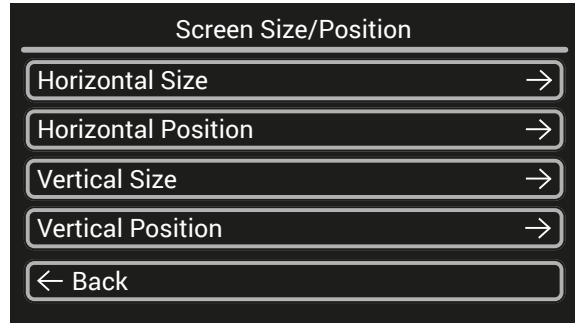 Screen Size/Position
Horizontal Size →
Horizontal Position →
Vertical Size →
Vertical Position →
← Back